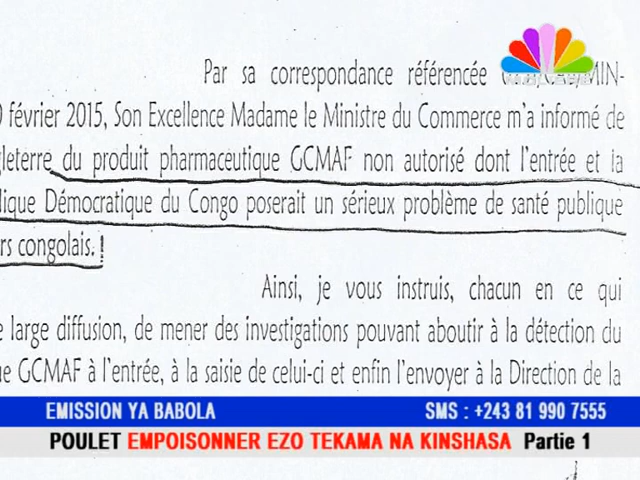 Par sa correspondance référencée
0 février 2015, Son Excellence Madame le Ministre du Commerce m'a informé de
gleterre du produit pharmaceutique GCMAF non autorisé dont l'entrée et la
lique Démocratique du Congo poserait un sérieux problème de santé publique
rs congolais.
Ainsi, je vous instruis, chacun en ce qui
e large diffusion, de mener des investigations pouvant aboutir à la détection du
ue GCMAF à l'entrée, à la saisie de celui-ci et enfin l'envoyer à la Direction de la
EMISSION YA BABOLA
SMS : +243 81 990 7555
POULET EMPOISONNER EZO TEKAMA NA KINSHASA Partie 1